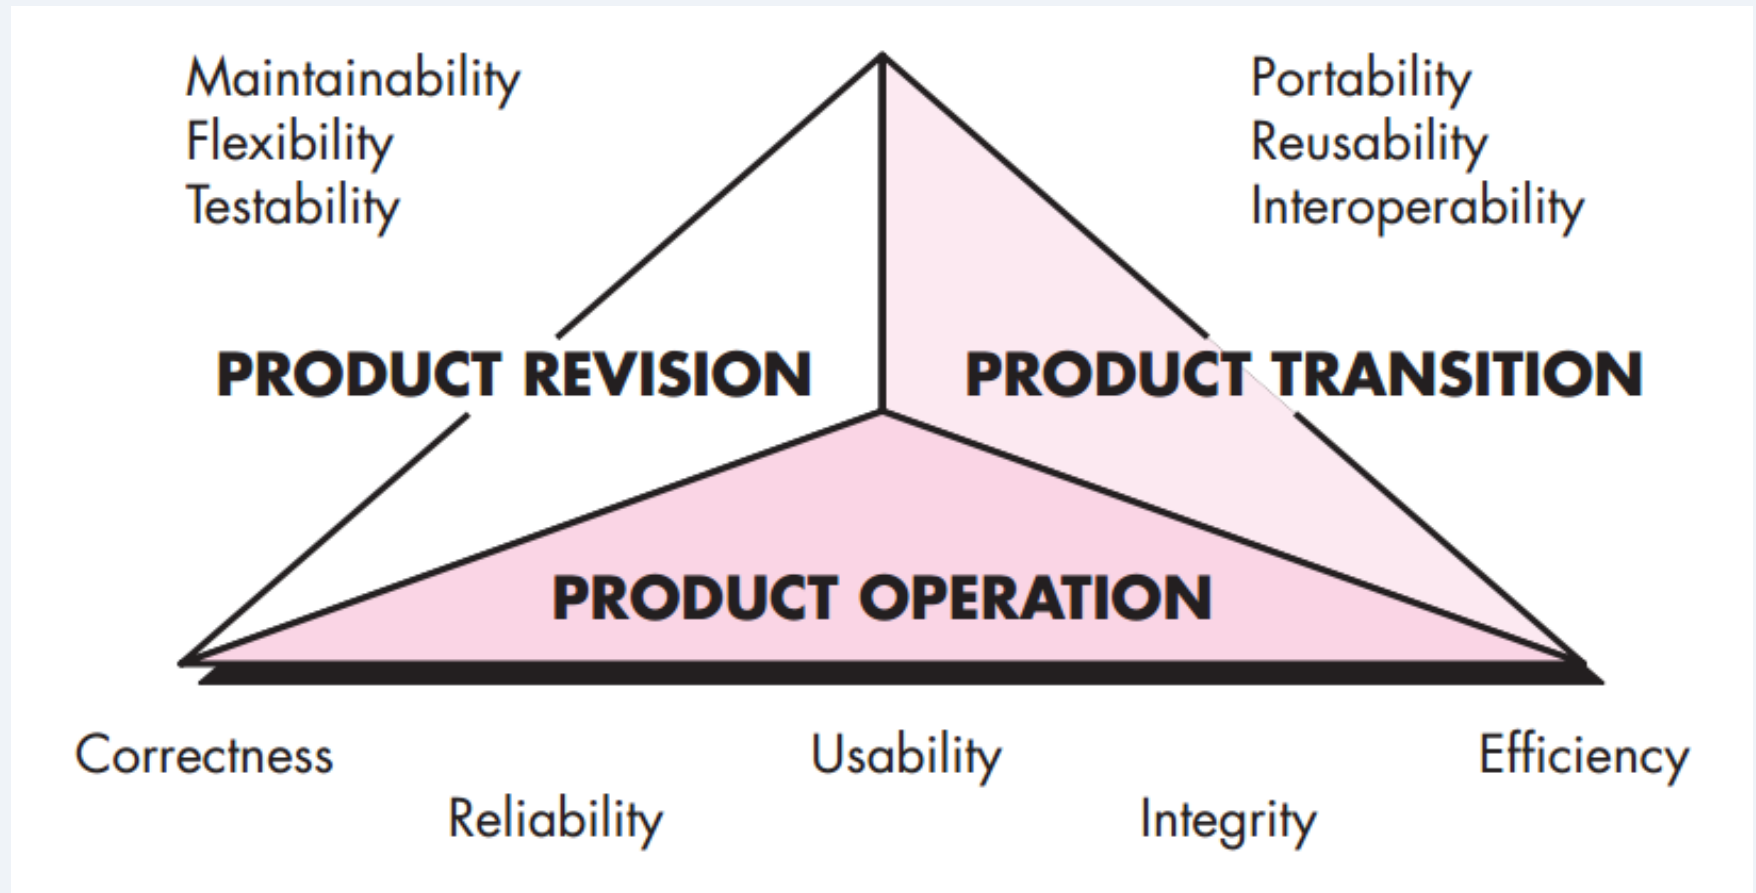 Maintainability
Flexibility
Testability
Portability
Reusability
Interoperability
PRODUCT REVISION
PRODUCT TRANSITION
PRODUCT OPERATION
Correctness
Usability
Efficiency
Reliability
Integrity